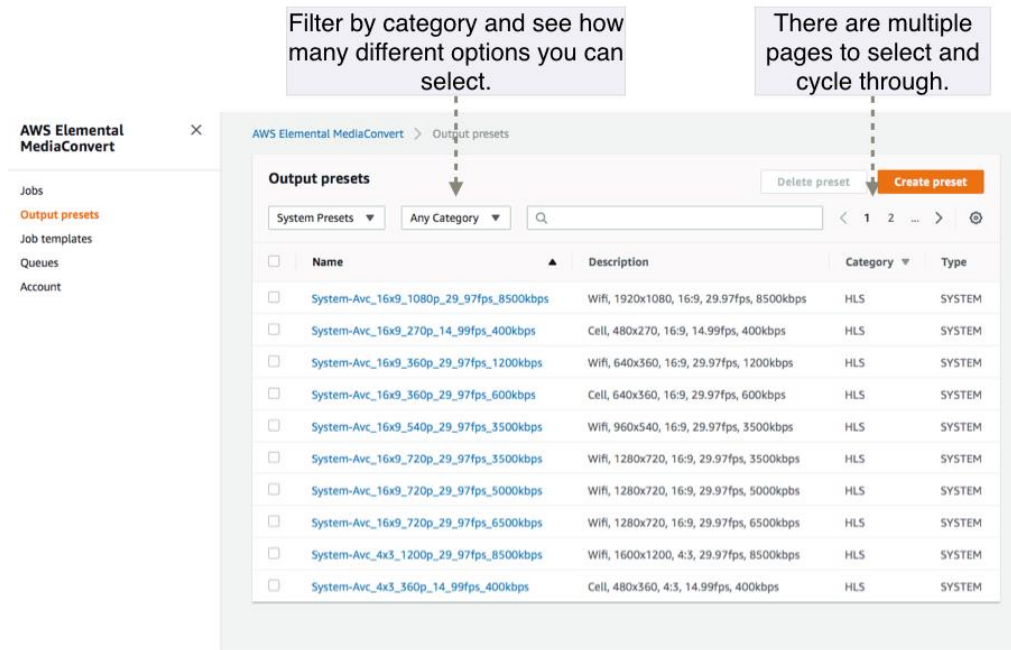 Filter by category and see how
many different options you can
select.
There are multiple
pages to select and
cycle through.
AWS Elemental
MediaConvert
Jobs
Output presets
Job templates
Queues
Account
AWS Elemental MediaConvert > Output presets
Output presets
Delete preset
Create preset
System Presets
Any Category
1 2 ...
Name Description Category Type
System-Avc_16x9_1080p_29_97fps_8500kbps Wifi, 1920x1080, 16:9, 29.97fps, 8500kbps HLS SYSTEM
System-Avc_16x9_270p_14_99fps_400kbps Cell, 480x270, 16:9, 14.99fps, 400kbps HLS SYSTEM
System-Avc_16x9_360p_29_97fps_1200kbps Wifi, 640x360, 16:9, 29.97fps, 1200kbps HLS SYSTEM
System-Avc_16x9_360p_29_97fps_600kbps Cell, 640x360, 16:9, 29.97fps, 600kbps HLS SYSTEM
System-Avc_16x9_540p_29_97fps_3500kbps Wifi, 960x540, 16:9, 29.97fps, 3500kbps HLS SYSTEM
System-Avc_16x9_720p_29_97fps_3500kbps Wifi, 1280x720, 16:9, 29.97fps, 3500kbps HLS SYSTEM
System-Avc_16x9_720p_29_97fps_5000kbps Wifi, 1280x720, 16:9, 29.97fps, 5000kpbs HLS SYSTEM
System-Avc_16x9_720p_29_97fps_6500kbps Wifi, 1280x720, 16:9, 29.97fps, 6500kbps HLS SYSTEM
System-Avc_4x3_1200p_29_97fps_8500kbps Wifi, 1600x1200, 4:3, 29.97fps, 8500kbps HLS SYSTEM
System-Avc_4x3_360p_14_99fps_400kbps Cell, 480x360, 4:3, 14.99fps, 400kbps HLS SYSTEM